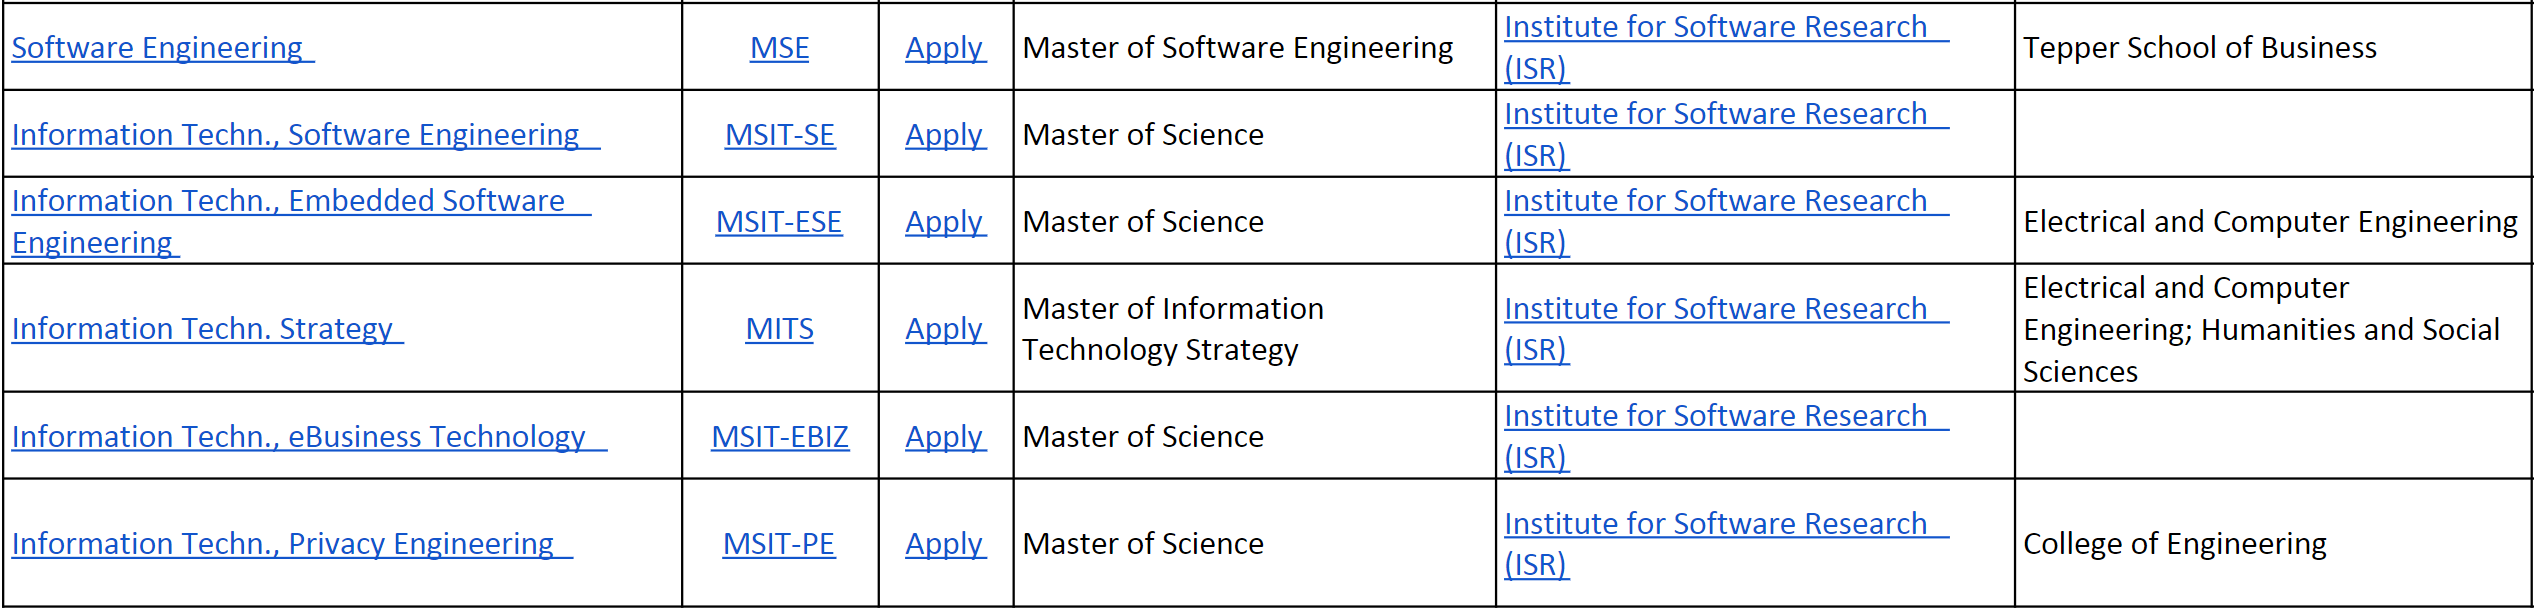 Software Engineering MSE Apply Master of Software Engineering Institute for Software Research (ISR) Tepper School of Business
Information Techn., Software Engineering MSIT-SE Apply Master of Science Institute for Software Research (ISR)
Information Techn., Embedded Software Engineering MSIT-ESE Apply Master of Science Institute for Software Research (ISR) Electrical and Computer Engineering
Information Techn. Strategy MITS Apply Master of Information Technology Strategy Institute for Software Research (ISR) Electrical and Computer Engineering; Humanities and Social Sciences
Information Techn., eBusiness Technology MSIT-EBIZ Apply Master of Science Institute for Software Research (ISR)
Information Techn., Privacy Engineering MSIT-PE Apply Master of Science Institute for Software Research (ISR) College of Engineering